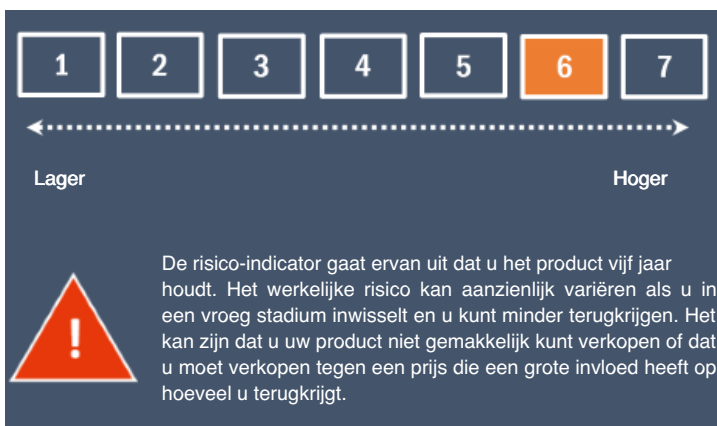 1 2 3 4 5 6 7
Lager Hoger
!
De risico-indicator gaat ervan uit dat u het product vijf jaar
houdt. Het werkelijke risico kan aanzienlijk variëren als u in
een vroeg stadium inwisselt en u kunt minder terugkrijgen. Het
kan zijn dat u uw product niet gemakkelijk kunt verkopen of dat
u moet verkopen tegen een prijs die een grote invloed heeft op
hoeveel u terugkrijgt.